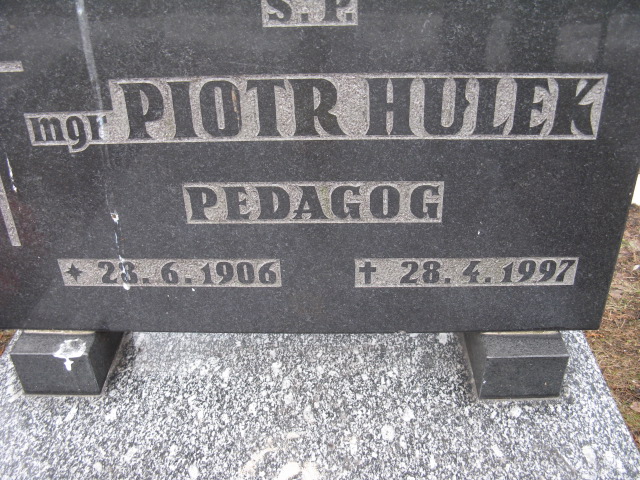 Ś. P.
mgr PIOTR HULEK
PEDAGOG
✶ 23. 6. 1906 † 28. 4. 1997